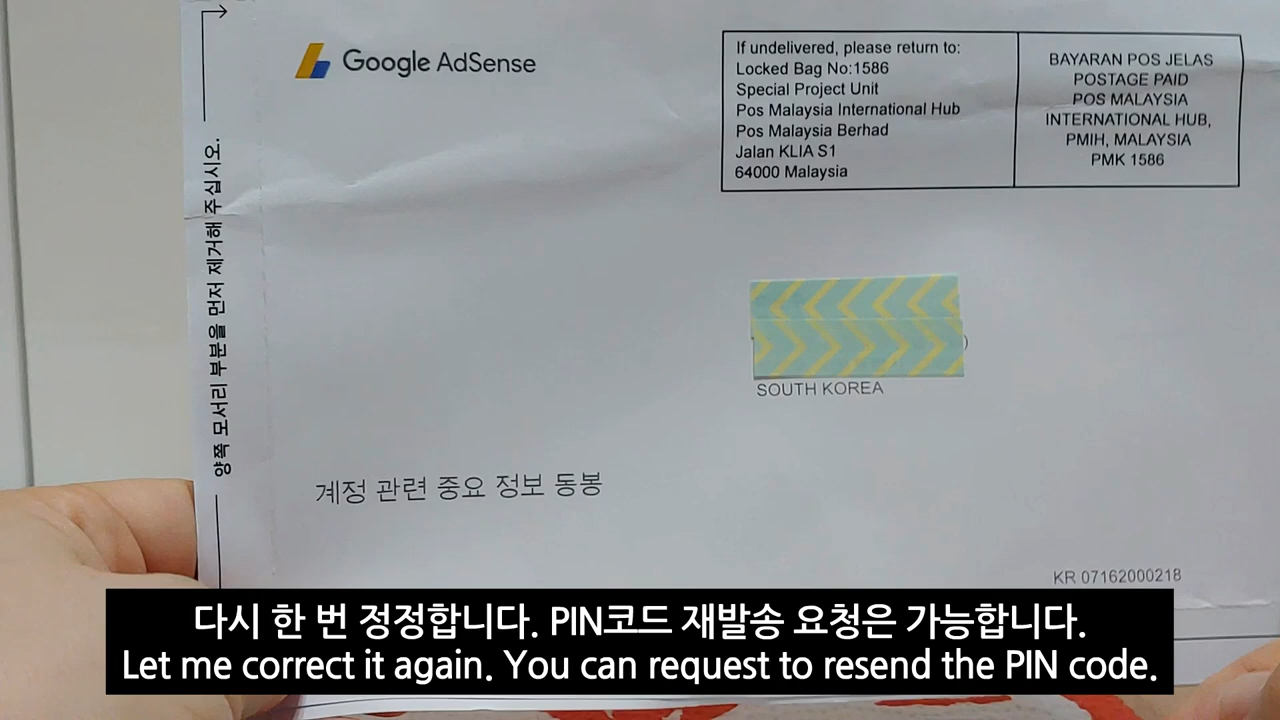 Google AdSense
If undelivered, please return to:
Locked Bag No:1586
Special Project Unit
Pos Malaysia International Hub
Pos Malaysia Berhad
Jalan KLIA S1
64000 Malaysia
BAYARAN POS JELAS
POSTAGE PAID
POS MALAYSIA
INTERNATIONAL HUB,
PMIH, MALAYSIA
PMK 1586
양쪽 모서리 부분을 먼저 제거해 주십시오.
SOUTH KOREA
계정 관련 중요 정보 동봉
KR 07162000218
다시 한 번 정정합니다. PIN코드 재발송 요청은 가능합니다.
Let me correct it again. You can request to resend the PIN code.